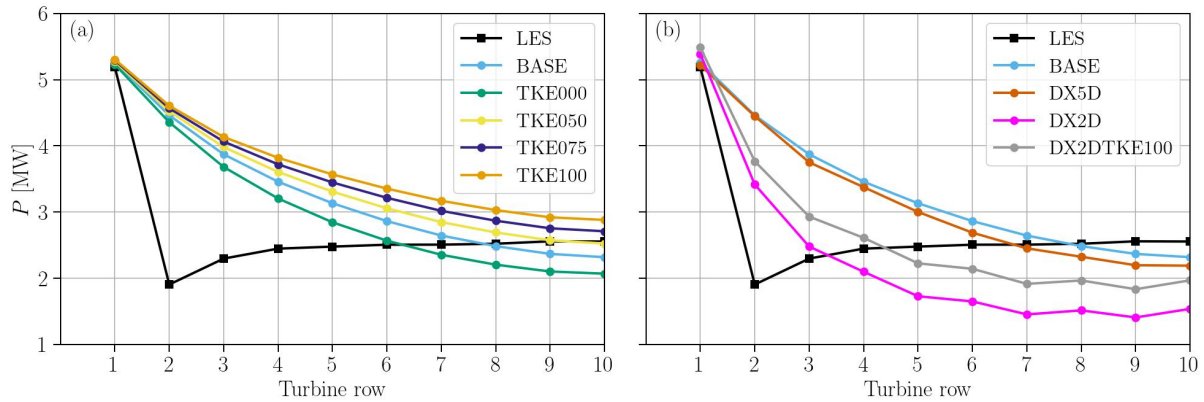 (a)
LES
BASE
TKE000
TKE050
TKE075
TKE100
6
5
4
3
2
1
P [MW]
1 2 3 4 5 6 7 8 9 10
Turbine row
(b)
LES
BASE
DX5D
DX2D
DX2DTKE100
1 2 3 4 5 6 7 8 9 10
Turbine row